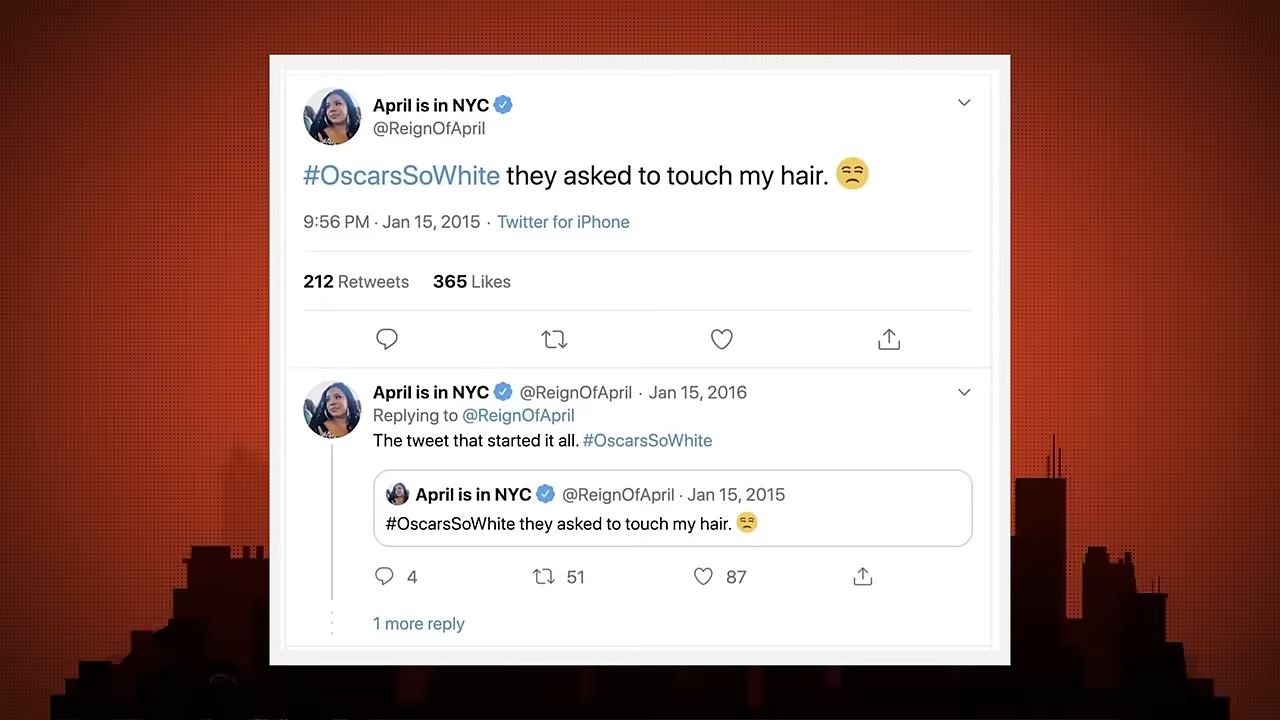 April is in NYC
@ReignOfApril
#OscarsSoWhite they asked to touch my hair. 😒
9:56 PM · Jan 15, 2015 · Twitter for iPhone
212 Retweets 365 Likes
April is in NYC @ReignOfApril · Jan 15, 2016
Replying to @ReignOfApril
The tweet that started it all. #OscarsSoWhite
April is in NYC @ReignOfApril · Jan 15, 2015
#OscarsSoWhite they asked to touch my hair. 😒
4 51 87
1 more reply